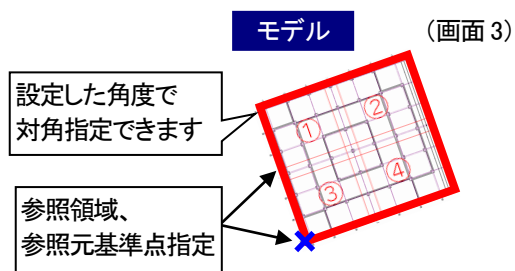 モデル
（画面 3）
設定した角度で
対角指定できます
① ②
③ ④
参照領域、
参照元基準点指定